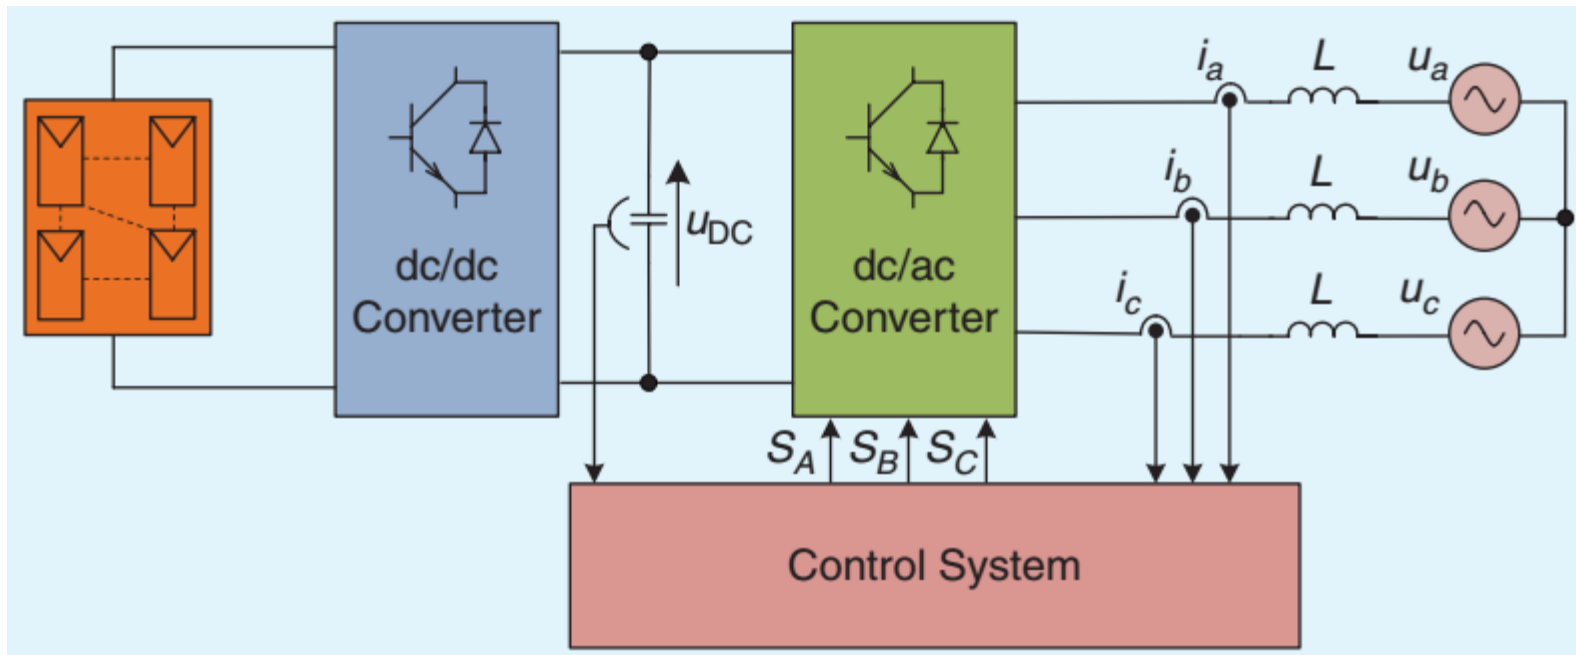 i_a L u_a
i_b L u_b
u_DC
dc/dc
Converter
dc/ac
Converter
i_c L u_c
S_A S_B S_C
Control System